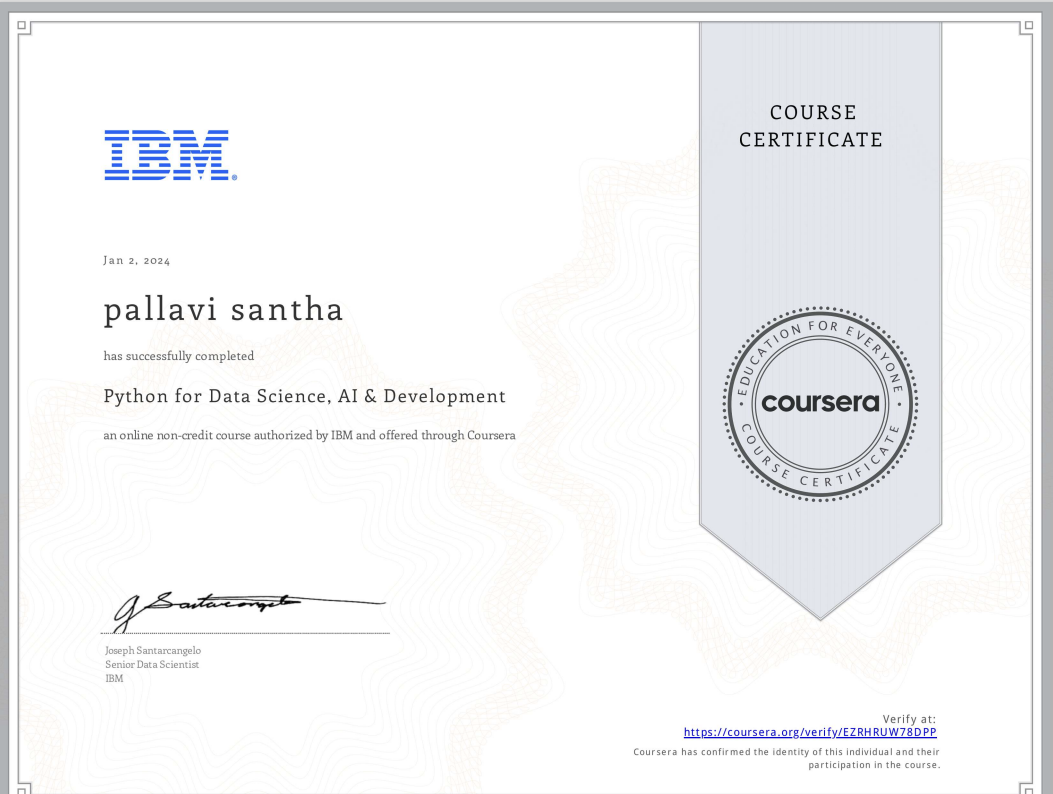 COURSE
CERTIFICATE
IBM®
Jan 2, 2024
pallavi santha
has successfully completed
Python for Data Science, AI & Development
an online non-credit course authorized by IBM and offered through Coursera
EDUCATION FOR EVERYONE
coursera
COURSE CERTIFICATE
J Santarcangelo
Joseph Santarcangelo
Senior Data Scientist
IBM
Verify at:
https://coursera.org/verify/EZRHRUW78DPP
Coursera has confirmed the identity of this individual and their
participation in the course.